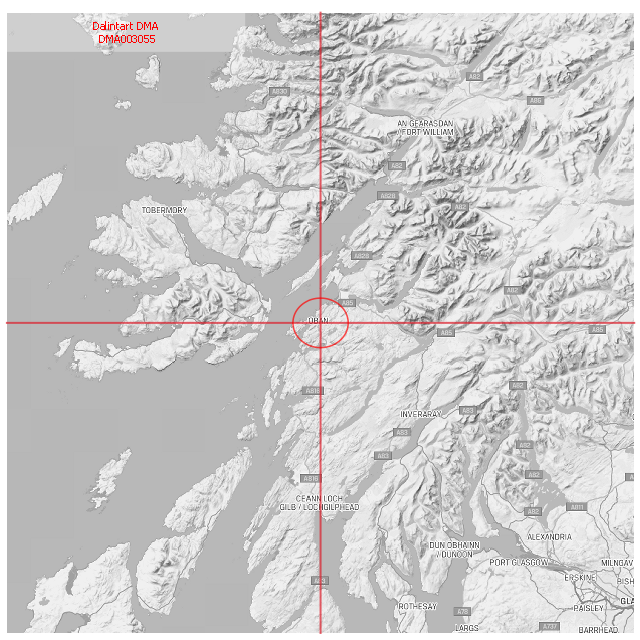 Dalintart DMA
DMA003055
A82
A830
A86
AN GEARASDAN
/ FORT WILLIAM
A82
A828
TOBERMORY
A82
A828
A82
A85
OBAN
A85
A85
A82
A816
INVERARAY
A83
A83
A82
A83
A82
A816
CEANN LOCH
GILB / LOCHGILPHEAD
A82
A811
ALEXANDRIA
DUN OBHAINN
/ DUNOON
PORT GLASGOW
MILNGAV
ERSKINE
BISH
A83
GLA
ROTHESAY
PAISLEY
A78
LARGS
A737
BARRHEAD